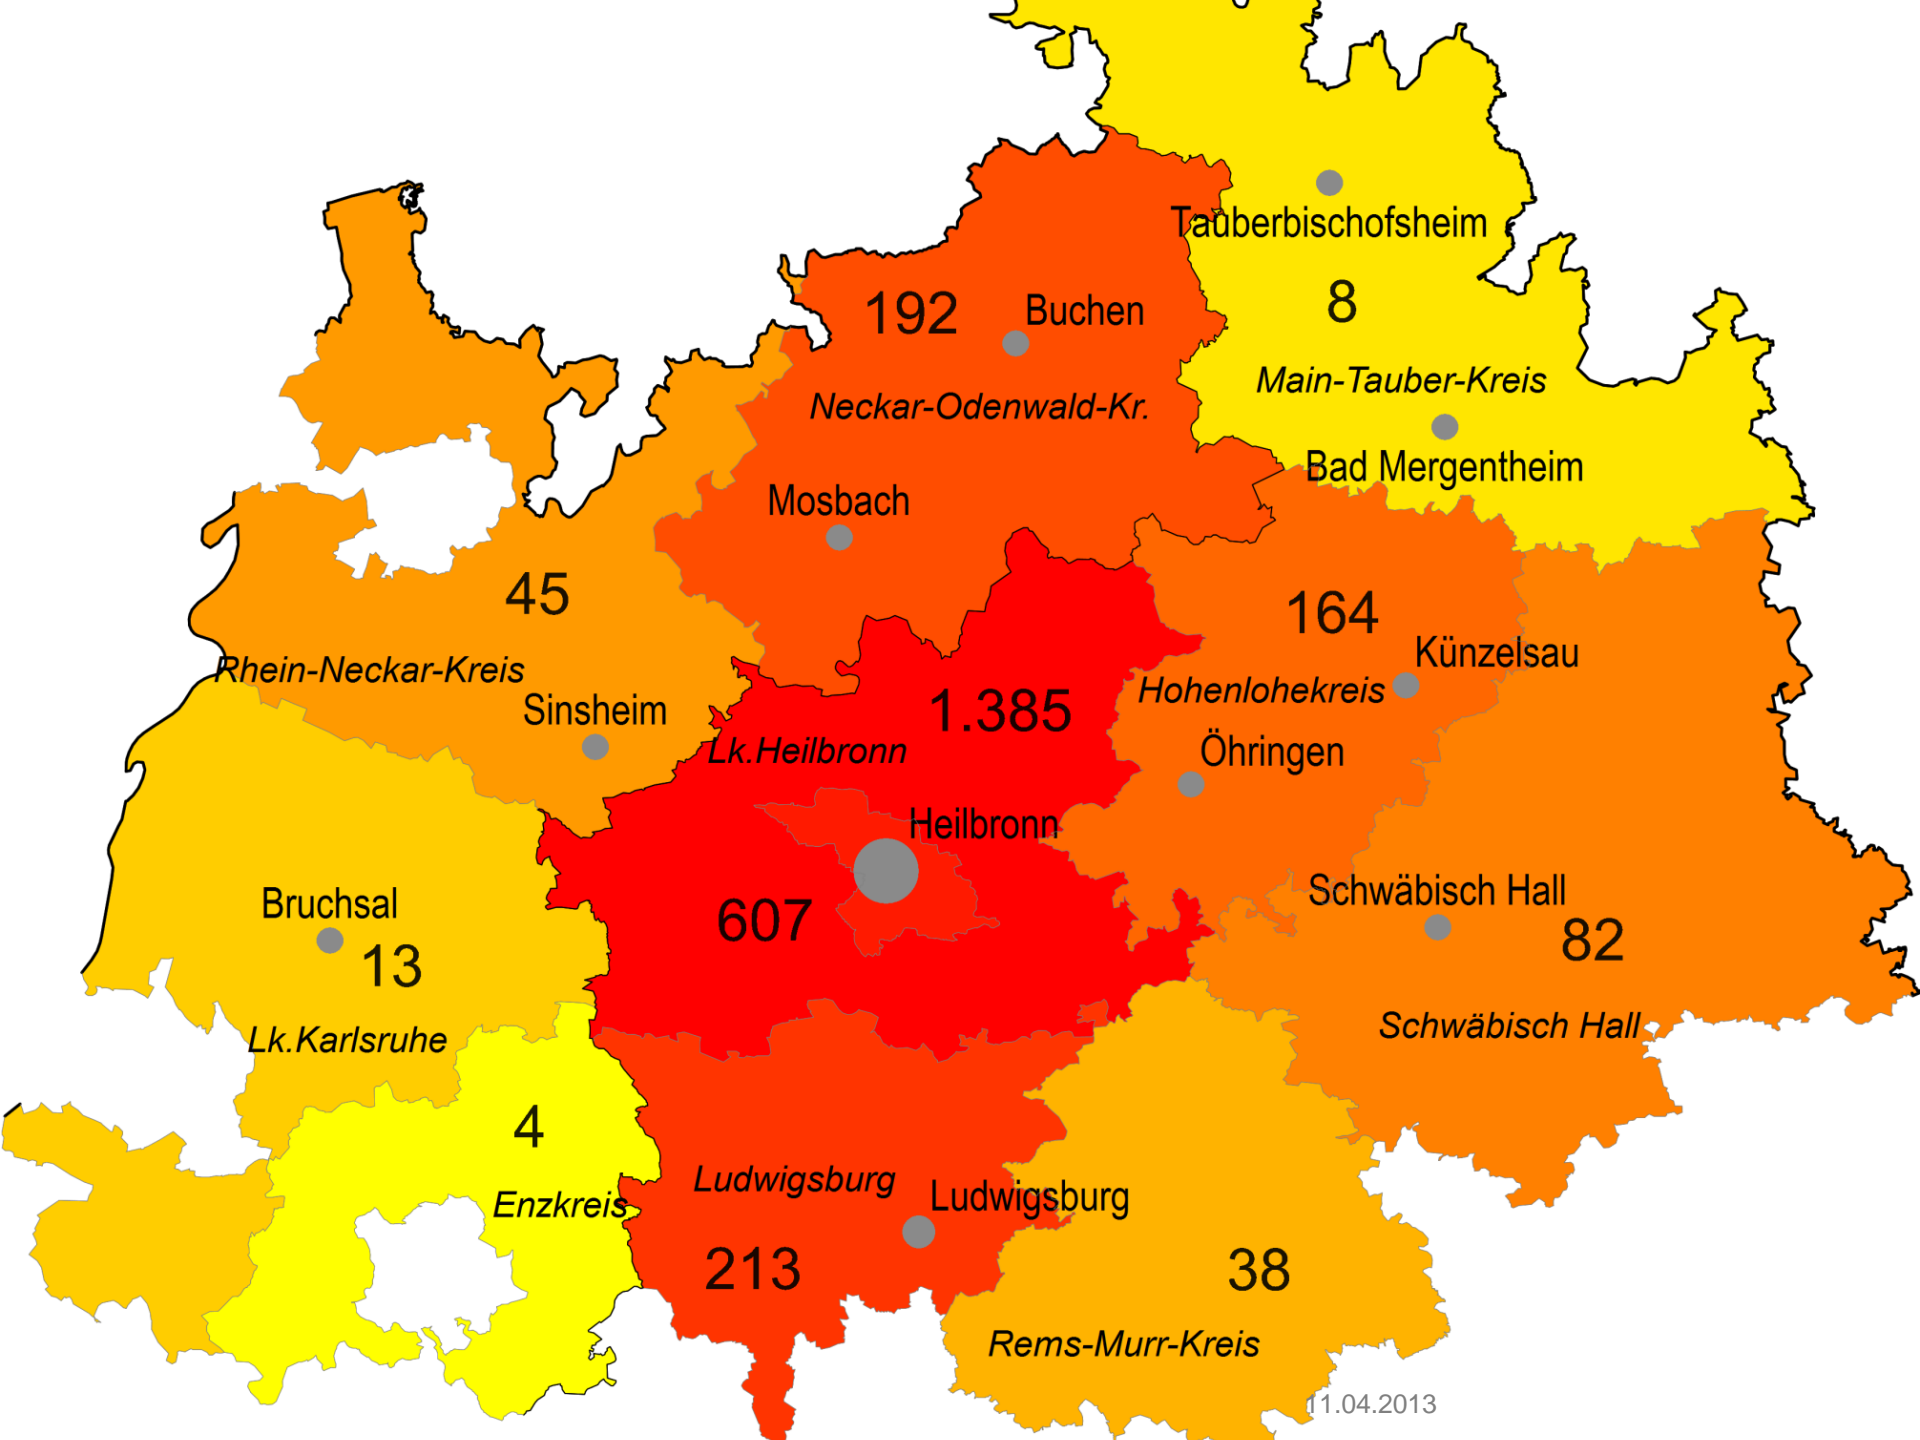 Tauberbischofsheim
8
192
Buchen
Main-Tauber-Kreis
Neckar-Odenwald-Kr.
Bad Mergentheim
Mosbach
45
164
Künzelsau
Rhein-Neckar-Kreis
Hohenlohekreis
Sinsheim
1.385
Lk.Heilbronn
Öhringen
Heilbronn
Bruchsal
607
Schwäbisch Hall
82
13
Lk.Karlsruhe
Schwäbisch Hall
4
Ludwigsburg
Enzkreis
Ludwigsburg
213
38
Rems-Murr-Kreis
11.04.2013